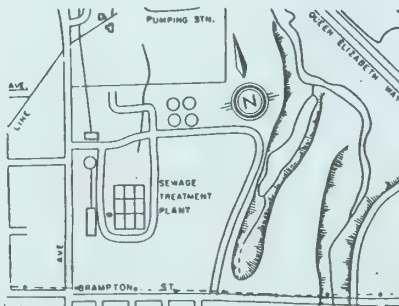 PUMPING STN.
QUEEN ELIZABETH WAY
AVE.
LINE
N
SEWAGE
TREATMENT
PLANT
AVE.
BRAMPTON ST.